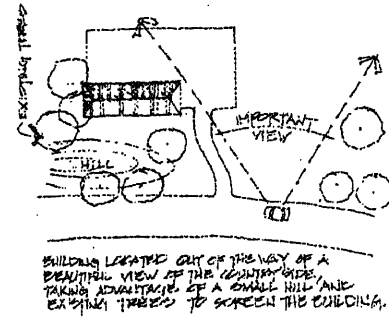 EXISTING TREES
IMPORTANT
VIEW
HILL
BUILDING LOCATED OUT OF THE WAY OF A
BEAUTIFUL VIEW OF THE COUNTRYSIDE,
TAKING ADVANTAGE OF A SMALL HILL AND
EXISTING TREES TO SCREEN THE BUILDING.